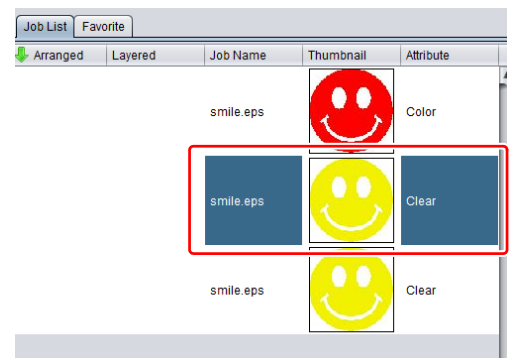 Job List Favorite
Arranged Layered Job Name Thumbnail Attribute
smile.eps Color
smile.eps Clear
smile.eps Clear